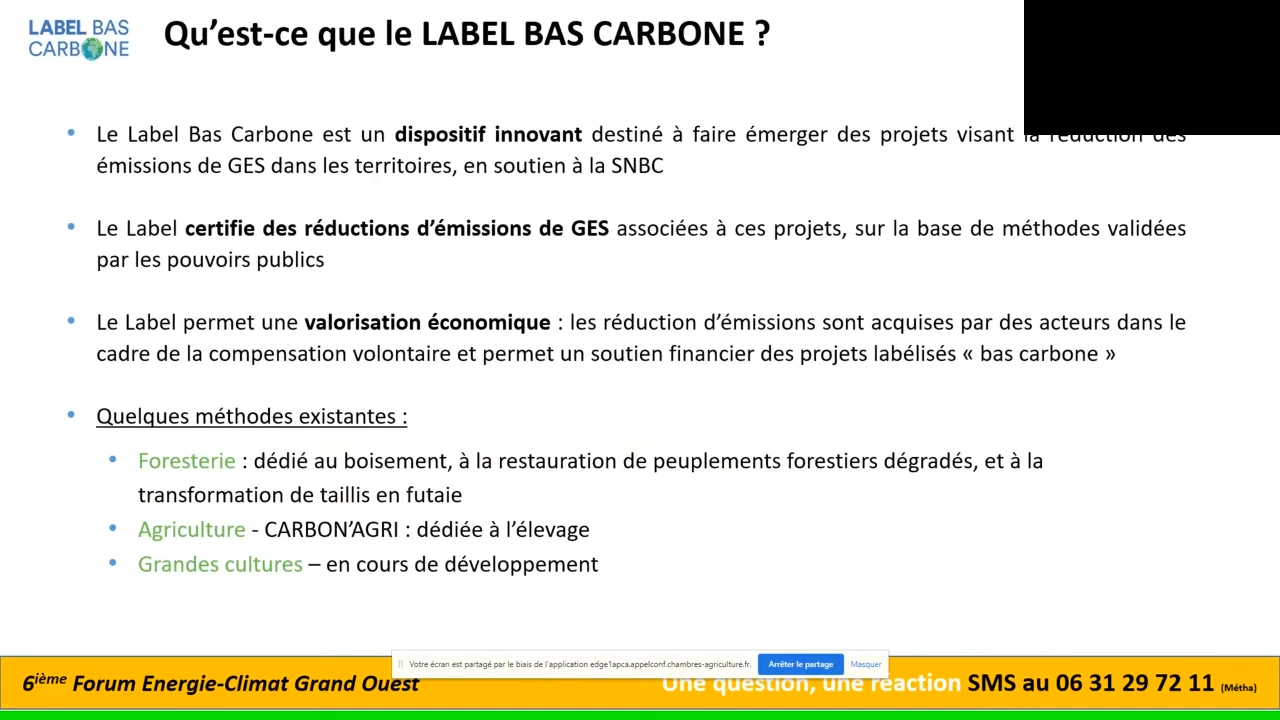 LABEL BAS
CARBONE
Qu’est-ce que le LABEL BAS CARBONE ?
• Le Label Bas Carbone est un dispositif innovant destiné à faire émerger des projets visant la réduction des
émissions de GES dans les territoires, en soutien à la SNBC
• Le Label certifie des réductions d’émissions de GES associées à ces projets, sur la base de méthodes validées
par les pouvoirs publics
• Le Label permet une valorisation économique : les réduction d’émissions sont acquises par des acteurs dans le
cadre de la compensation volontaire et permet un soutien financier des projets labélisés « bas carbone »
• Quelques méthodes existantes :
• Foresterie : dédié au boisement, à la restauration de peuplements forestiers dégradés, et à la
transformation de taillis en futaie
• Agriculture - CARBON’AGRI : dédiée à l’élevage
• Grandes cultures – en cours de développement
Votre écran est partagé par le biais de l'application edge1apca.appelconf.chambres-agriculture.fr. Arrêter le partage Masquer
6ième Forum Energie-Climat Grand Ouest
Une question, une réaction SMS au 06 31 29 72 11 (Métha)